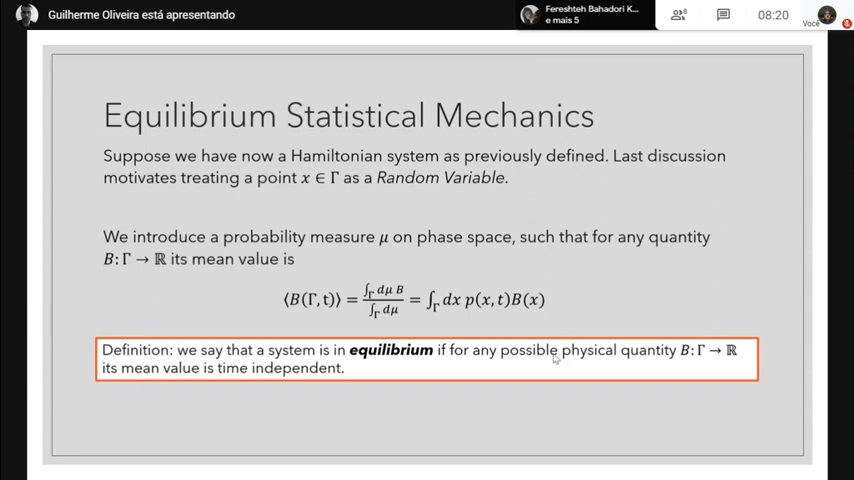 Guilherme Oliveira está apresentando
Fereshteh Bahadori K...
e mais 5
8
08:20
Você
Equilibrium Statistical Mechanics
Suppose we have now a Hamiltonian system as previously defined. Last discussion
motivates treating a point x ∈ Γ as a Random Variable.
We introduce a probability measure μ on phase space, such that for any quantity
B: Γ → ℝ its mean value is
⟨B(Γ, t)⟩ = ∫_Γ dμ B / ∫_Γ dμ = ∫_Γ dx p(x, t)B(x)
Definition: we say that a system is in equilibrium if for any possible physical quantity B: Γ → ℝ
its mean value is time independent.